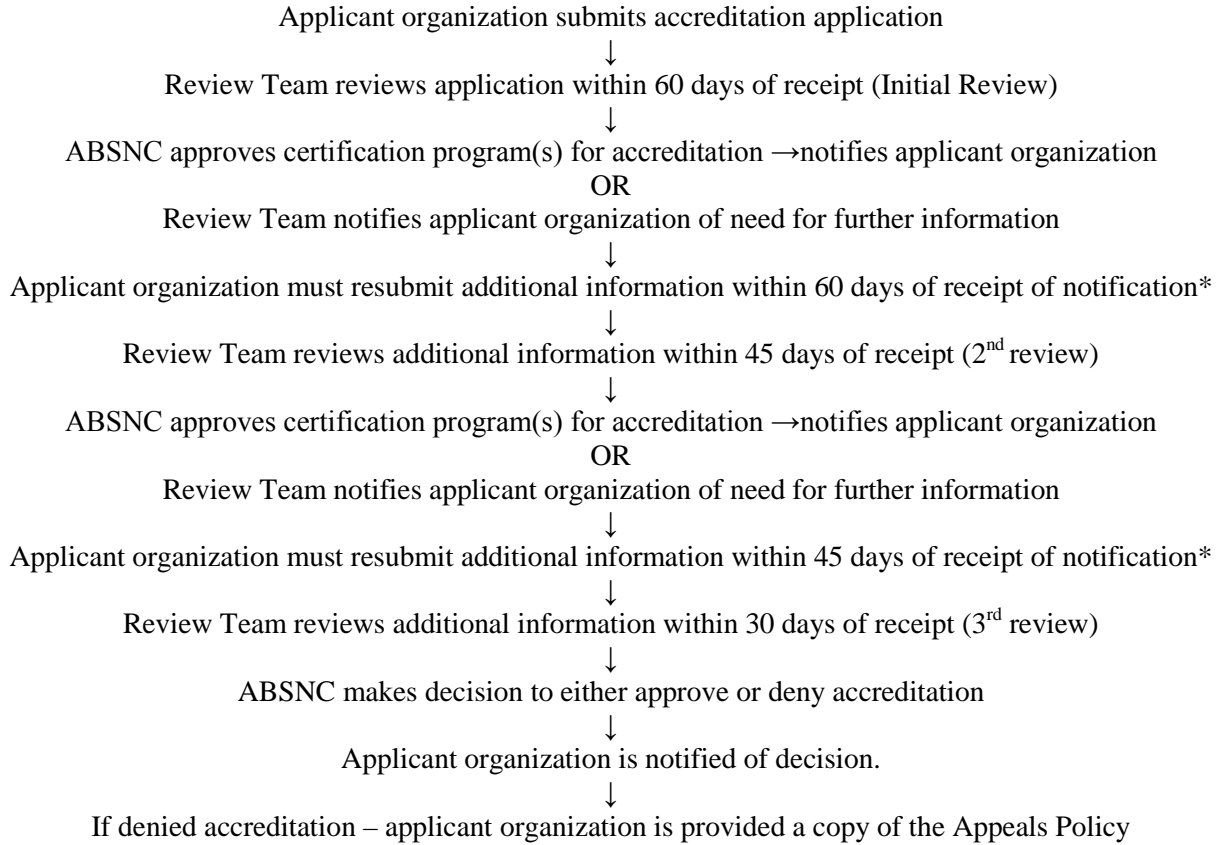 Applicant organization submits accreditation application
↓
Review Team reviews application within 60 days of receipt (Initial Review)
↓
ABSNC approves certification program(s) for accreditation →notifies applicant organization
OR
Review Team notifies applicant organization of need for further information
↓
Applicant organization must resubmit additional information within 60 days of receipt of notification*
↓
Review Team reviews additional information within 45 days of receipt (2nd review)
↓
ABSNC approves certification program(s) for accreditation →notifies applicant organization
OR
Review Team notifies applicant organization of need for further information
↓
Applicant organization must resubmit additional information within 45 days of receipt of notification*
↓
Review Team reviews additional information within 30 days of receipt (3rd review)
↓
ABSNC makes decision to either approve or deny accreditation
↓
Applicant organization is notified of decision.
↓
If denied accreditation – applicant organization is provided a copy of the Appeals Policy